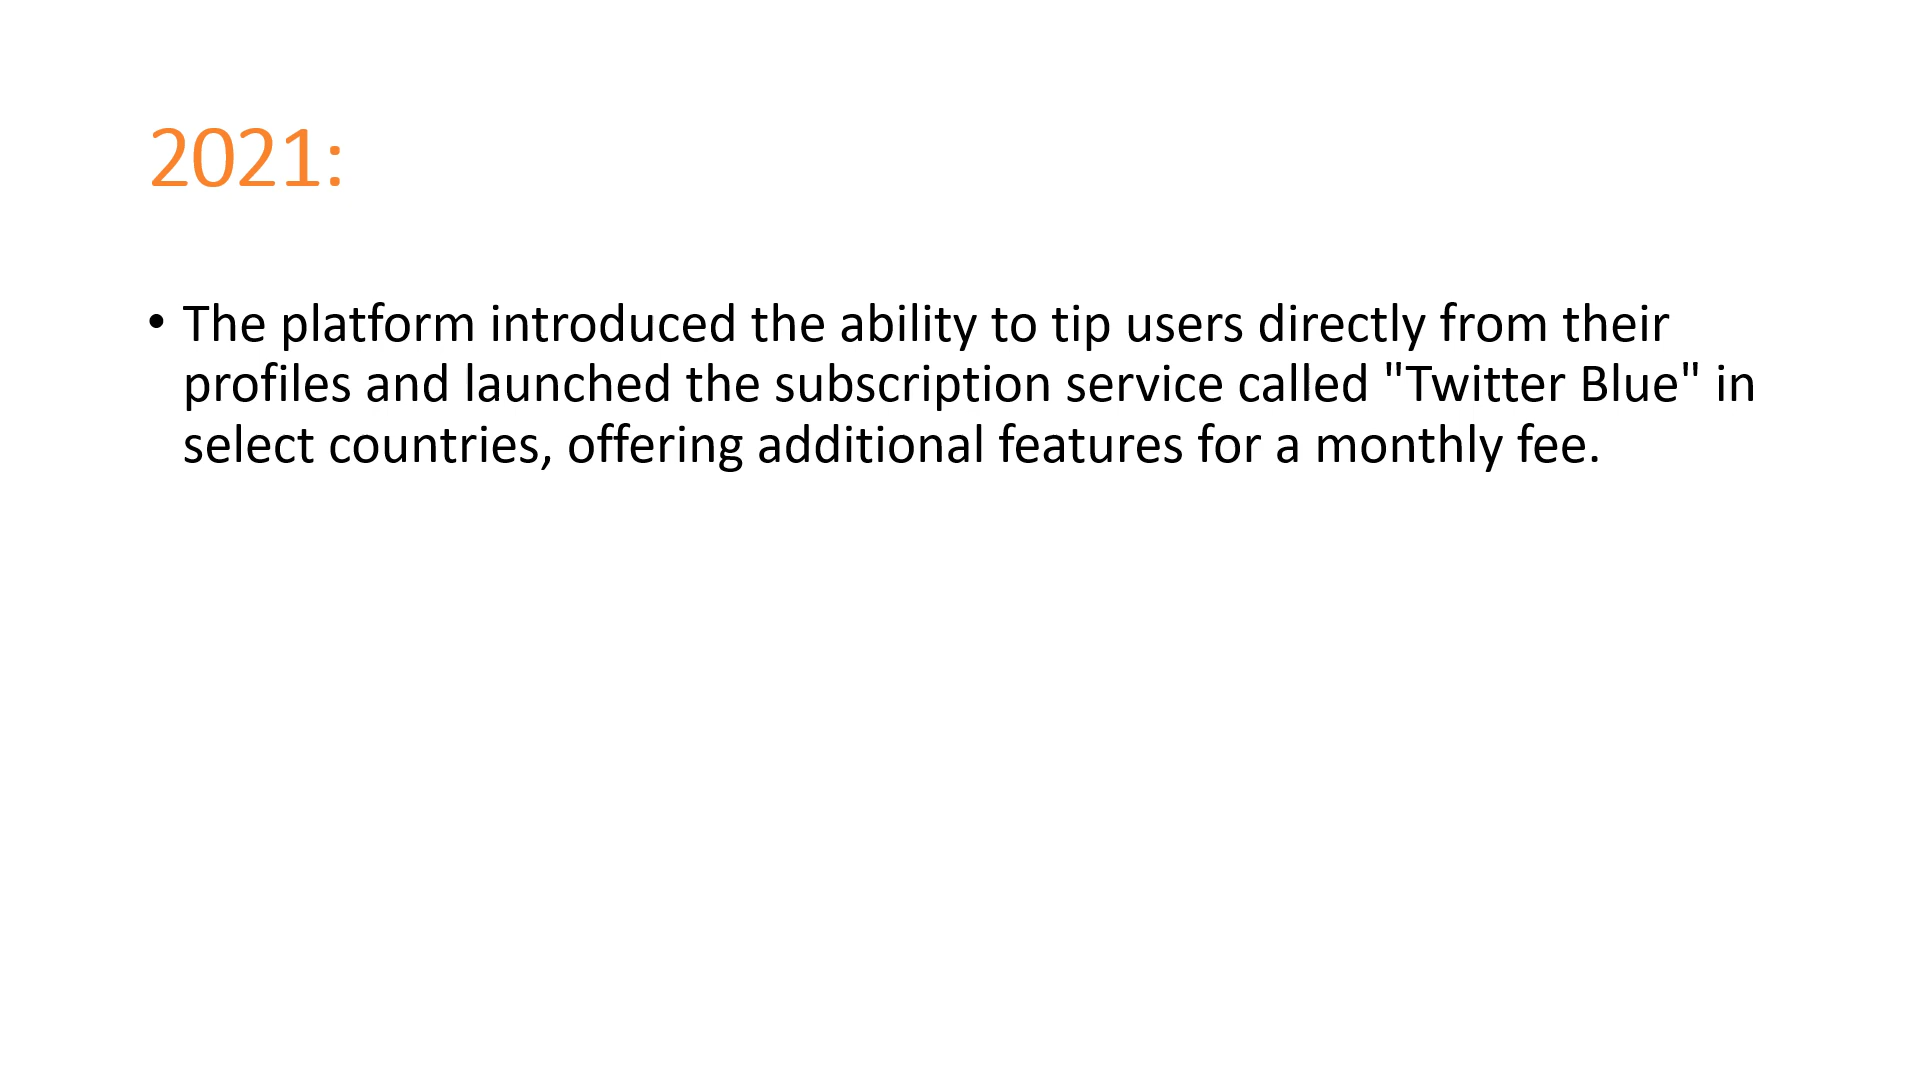 2021:
• The platform introduced the ability to tip users directly from their
profiles and launched the subscription service called "Twitter Blue" in
select countries, offering additional features for a monthly fee.